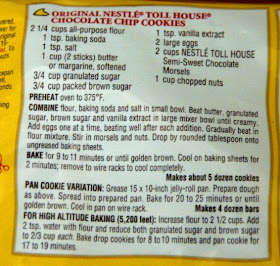 ORIGINAL NESTLÉ® TOLL HOUSE®
CHOCOLATE CHIP COOKIES
2 1/4 cups all-purpose flour
1 tsp. baking soda
1 tsp. salt
1 cup (2 sticks) butter
or margarine, softened
3/4 cup granulated sugar
3/4 cup packed brown sugar
1 tsp. vanilla extract
2 large eggs
2 cups NESTLÉ TOLL HOUSE
Semi-Sweet Chocolate
Morsels
1 cup chopped nuts
PREHEAT oven to 375°F.
COMBINE flour, baking soda and salt in small bowl. Beat butter, granulated
sugar, brown sugar and vanilla extract in large mixer bowl until creamy.
Add eggs one at a time, beating well after each addition. Gradually beat in
flour mixture. Stir in morsels and nuts. Drop by rounded tablespoon onto
ungreased baking sheets.
BAKE for 9 to 11 minutes or until golden brown. Cool on baking sheets for
2 minutes; remove to wire racks to cool completely.
Makes about 5 dozen cookies
PAN COOKIE VARIATION: Grease 15 x 10-inch jelly-roll pan. Prepare dough
as above. Spread into prepared pan. Bake for 20 to 25 minutes or until
golden brown. Cool in pan on wire rack.
Makes 4 dozen bars
FOR HIGH ALTITUDE BAKING (5,200 feet): Increase flour to 2 1/2 cups. Add
2 tsp. water with flour and reduce both granulated sugar and brown sugar
to 2/3 cup each. Bake drop cookies for 8 to 10 minutes and pan cookie for
17 to 19 minutes.